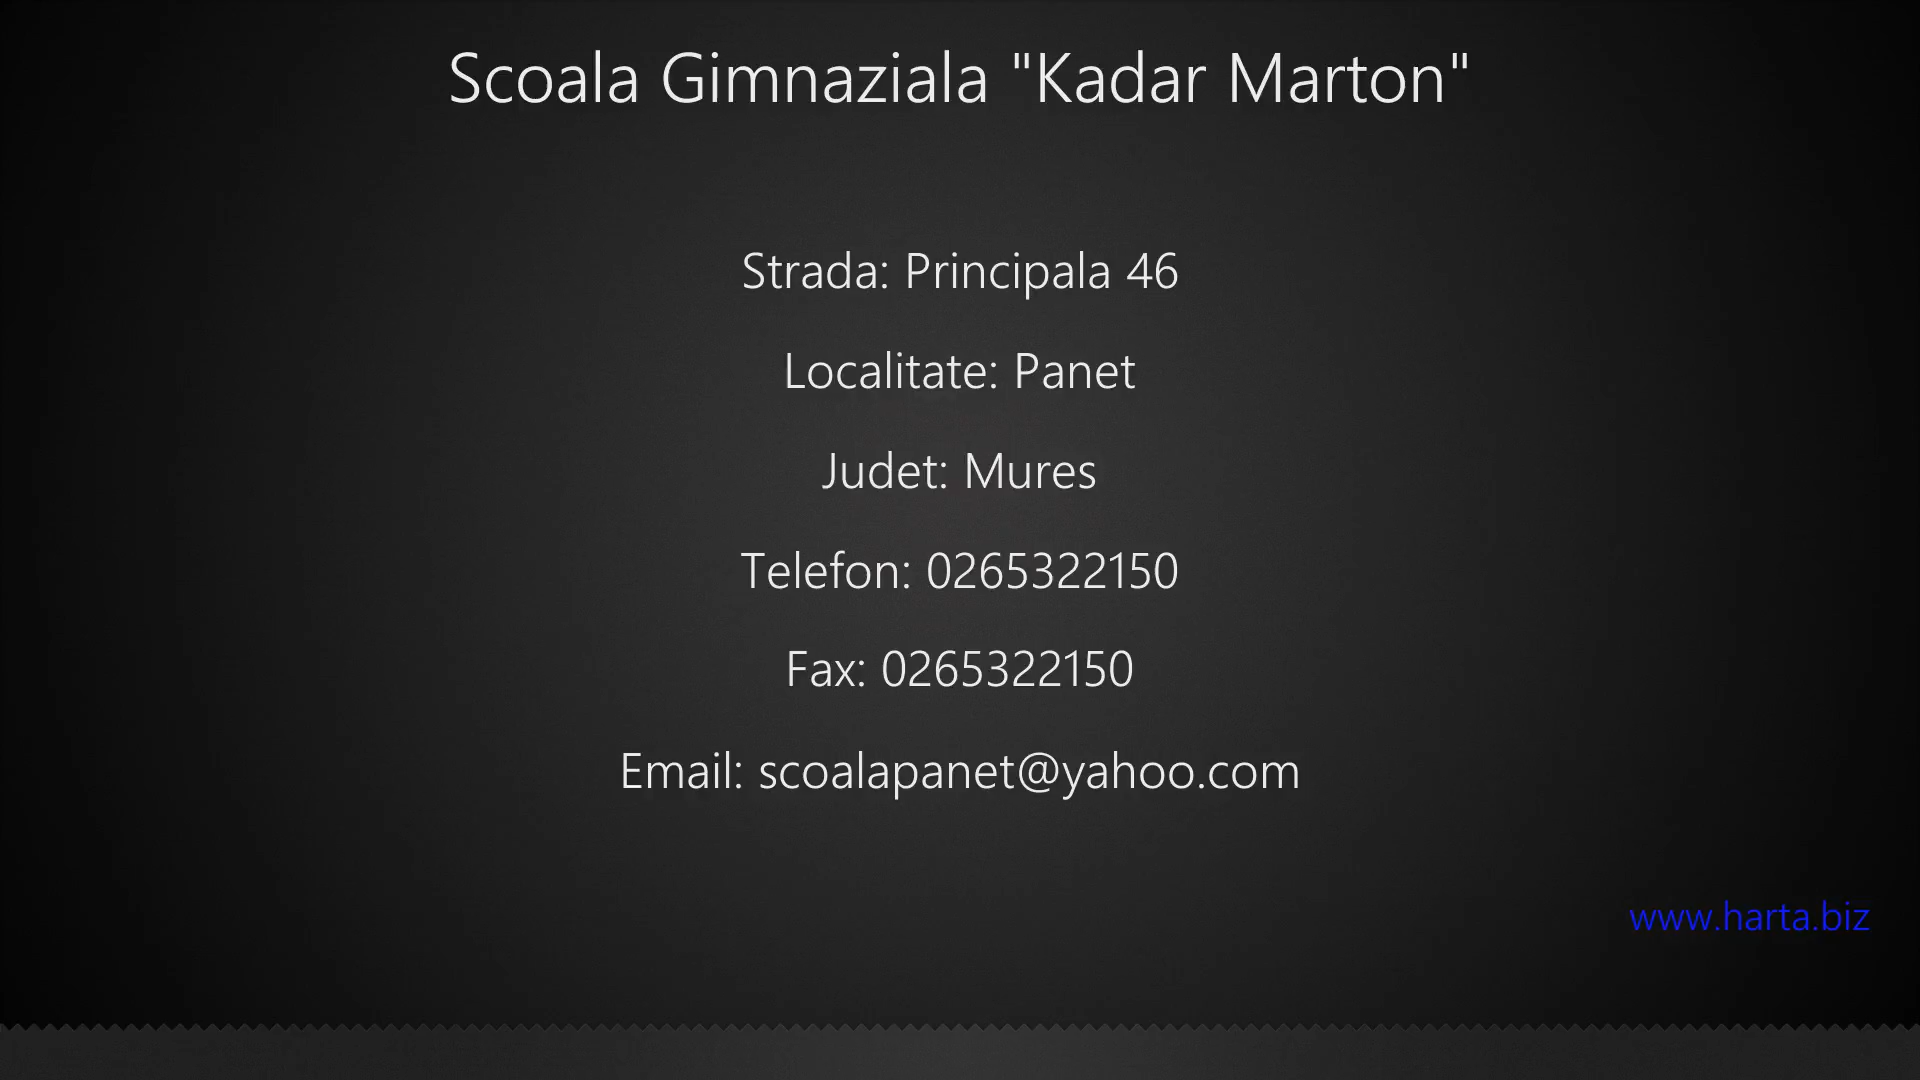 Scoala Gimnaziala "Kadar Marton"
Strada: Principala 46
Localitate: Panet
Judet: Mures
Telefon: 0265322150
Fax: 0265322150
Email: scoalapanet@yahoo.com
www.harta.biz